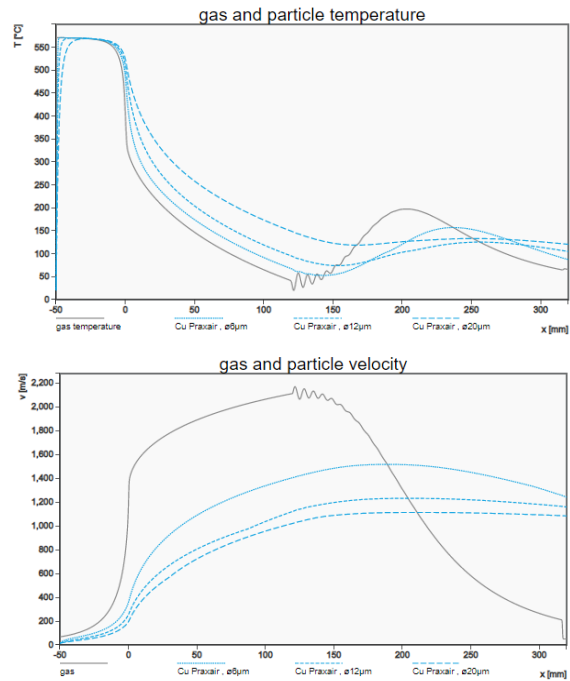 gas and particle temperature
T [°C]
550
500
450
400
350
300
250
200
150
100
50
-50 0 50 100 150 200 250 300
gas temperature Cu Praxair , ø6µm Cu Praxair , ø12µm Cu Praxair , ø20µm x [mm]
gas and particle velocity
v [m/s]
2,200
2,000
1,800
1,600
1,400
1,200
1,000
800
600
400
200
0
-50 0 50 100 150 200 250 300
gas Cu Praxair , ø6µm Cu Praxair , ø12µm Cu Praxair , ø20µm x [mm]